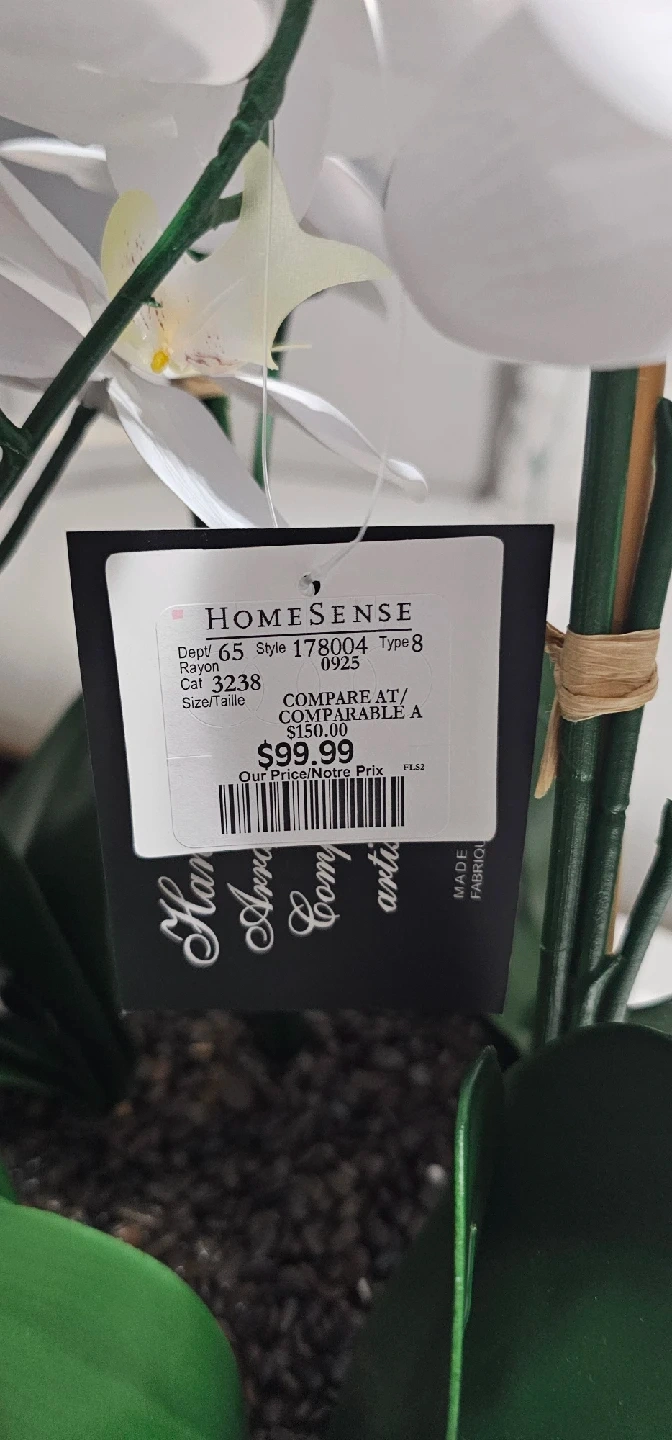 HOMESENSE
Dept/ 65 Style 178004 Type 8
Rayon 0925
Cat 3238
Size/Taille
COMPARE AT/
COMPARABLE A
$150.00
$99.99
Our Price/Notre Prix FLS2
MADE